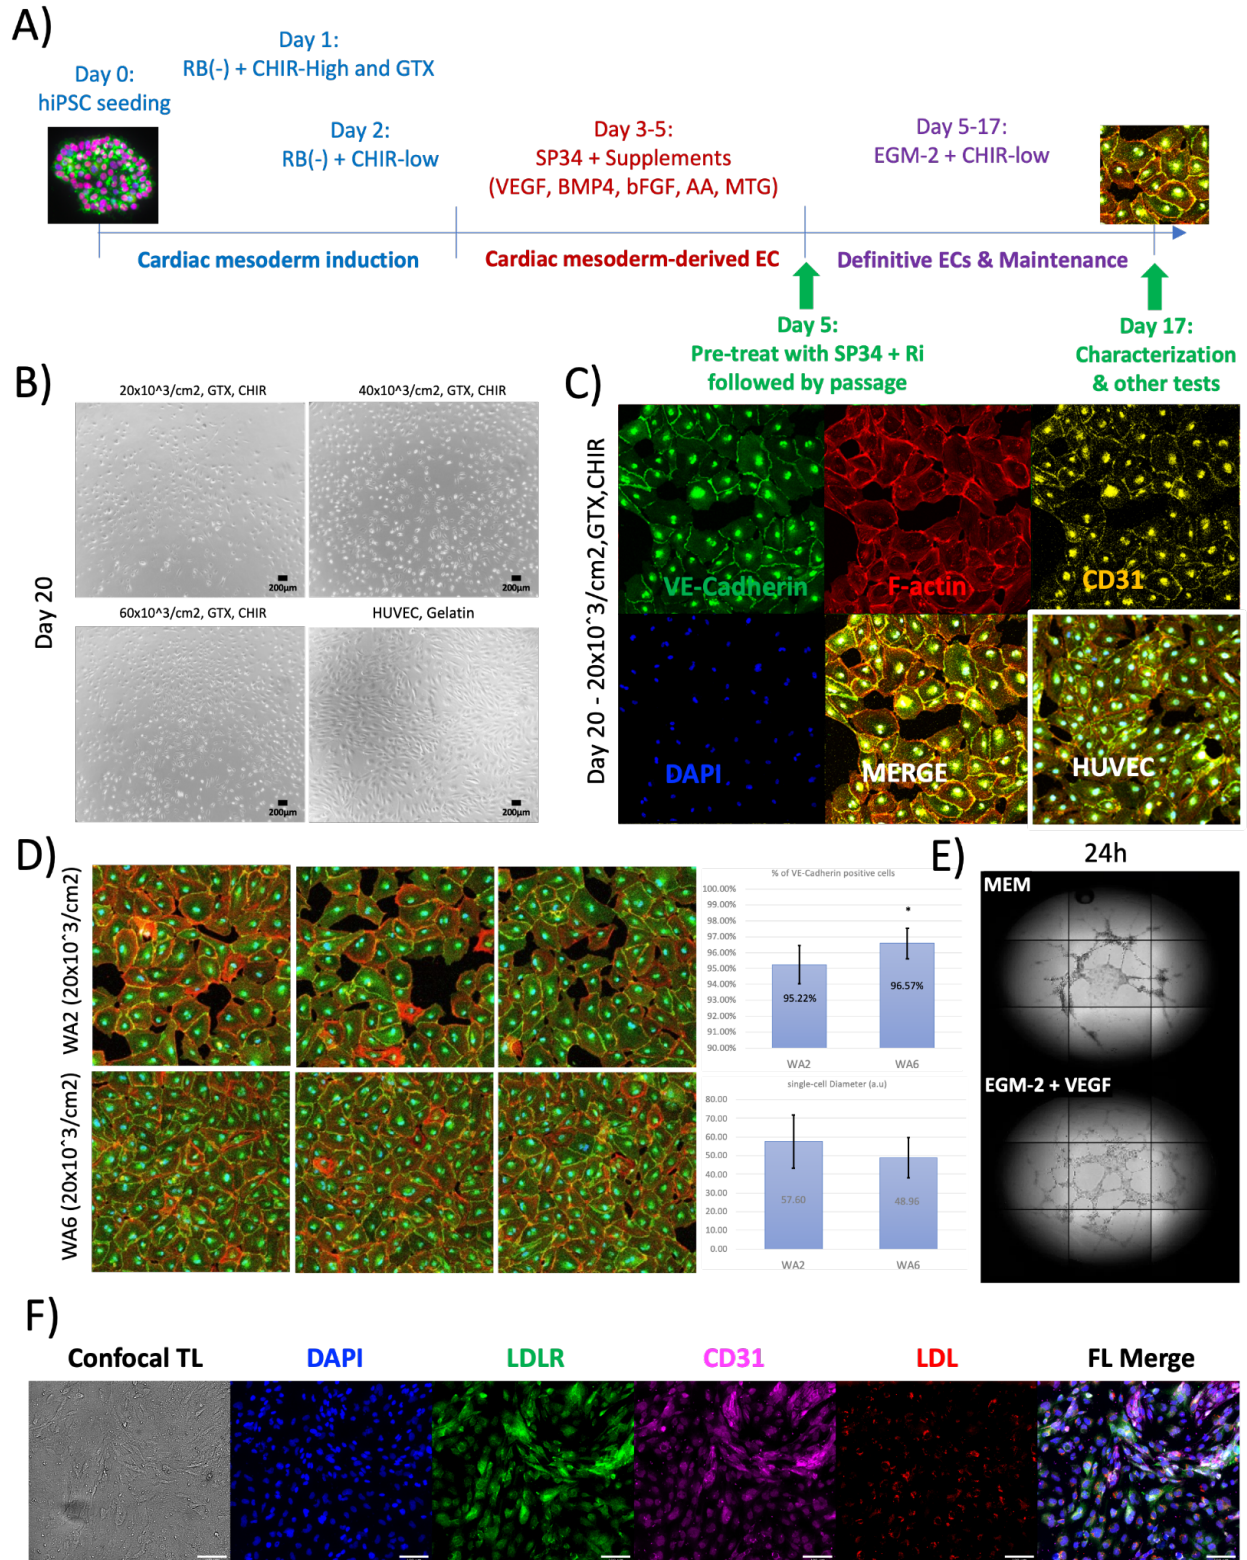 A)
Day 0:
hiPSC seeding
Day 1:
RB(-) + CHIR-High and GTX
Day 2:
RB(-) + CHIR-low
Day 3-5:
SP34 + Supplements
(VEGF, BMP4, bFGF, AA, MTG)
Day 5-17:
EGM-2 + CHIR-low
Cardiac mesoderm induction
Cardiac mesoderm-derived EC
Definitive ECs & Maintenance
Day 5:
Pre-treat with SP34 + Ri
followed by passage
Day 17:
Characterization
& other tests
B)
Day 20
20x10^3/cm2, GTX, CHIR
40x10^3/cm2, GTX, CHIR
200μm
200μm
60x10^3/cm2, GTX, CHIR
HUVEC, Gelatin
200μm
200μm
C)
Day 20 - 20x10^3/cm2,GTX,CHIR
VE-Cadherin
F-actin
CD31
DAPI
MERGE
HUVEC
D)
WA2 (20x10^3/cm2)
WA6 (20x10^3/cm2)
% of VE-Cadherin positive cells
100.00%
99.00%
98.00%
97.00%
96.00%
95.00%
94.00%
93.00%
92.00%
91.00%
90.00%
*
95.22%
96.57%
WA2
WA6
single-cell Diameter (a.u)
80.00
70.00
60.00
50.00
40.00
30.00
20.00
10.00
0.00
57.60
48.96
WA2
WA6
E)
24h
MEM
EGM-2 + VEGF
F)
Confocal TL
DAPI
LDLR
CD31
LDL
FL Merge